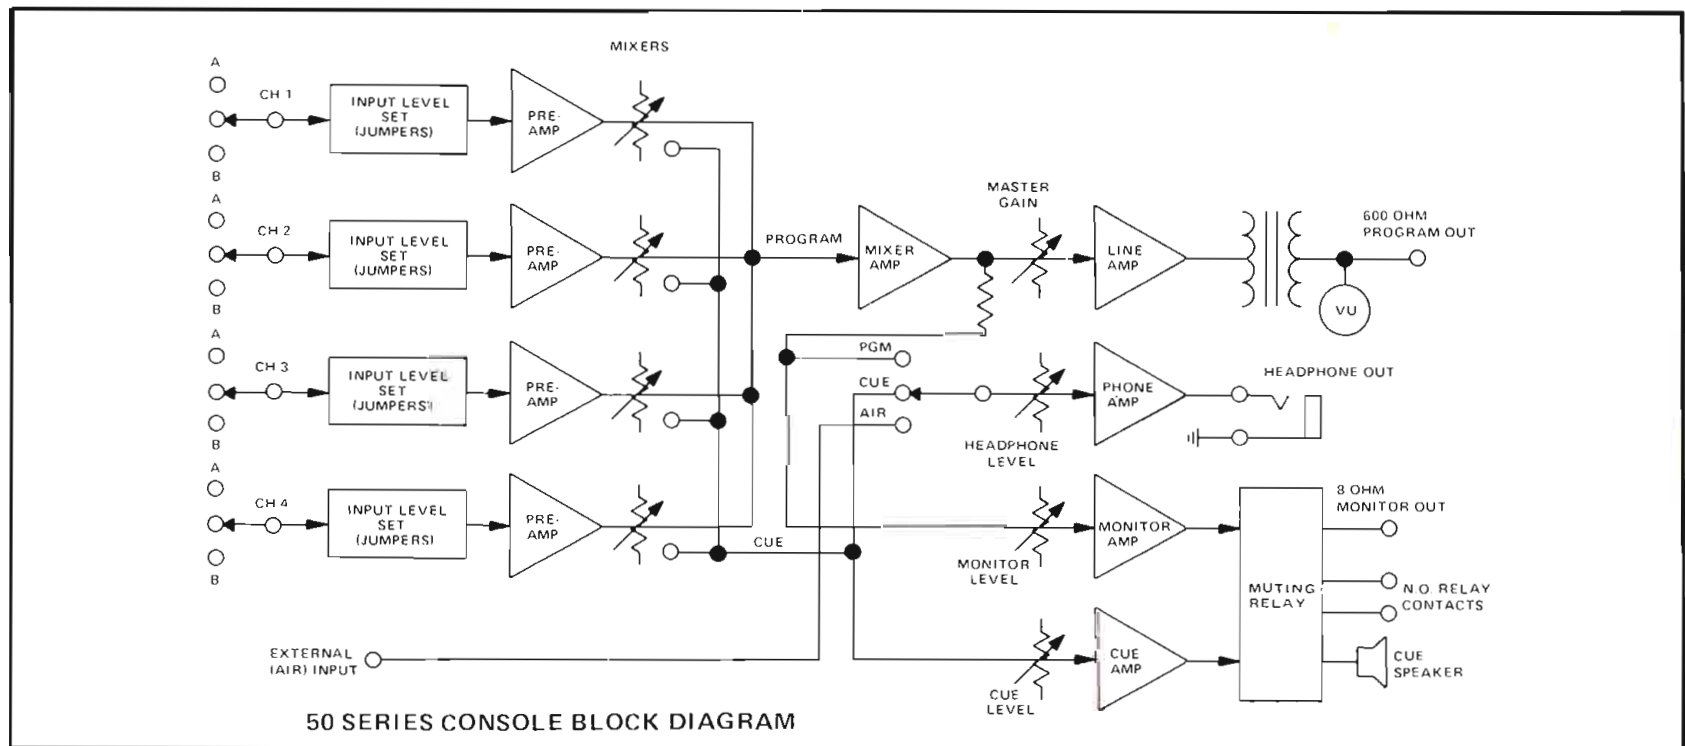 MIXERS
A
CH 1
B
INPUT LEVEL
SET
(JUMPERS)
PRE-
AMP
A
CH 2
B
INPUT LEVEL
SET
(JUMPERS)
PRE-
AMP
A
CH 3
B
INPUT LEVEL
SET
(JUMPERS)
PRE-
AMP
A
CH 4
B
INPUT LEVEL
SET
(JUMPERS)
PRE-
AMP
PROGRAM
MIXER
AMP
MASTER
GAIN
LINE
AMP
600 OHM
PROGRAM OUT
VU
PGM
CUE
AIR
HEADPHONE
LEVEL
PHONE
AMP
HEADPHONE OUT
CUE
MONITOR
LEVEL
MONITOR
AMP
8 OHM
MONITOR OUT
MUTING
RELAY
N.O. RELAY
CONTACTS
EXTERNAL
(AIR) INPUT
CUE
LEVEL
CUE
AMP
CUE
SPEAKER
50 SERIES CONSOLE BLOCK DIAGRAM